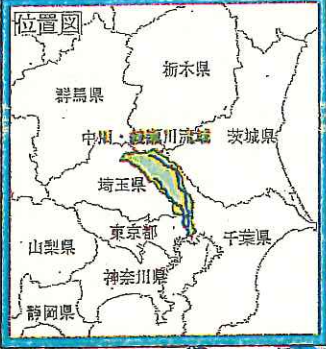 位置図
栃木県
群馬県
中川・綾瀬川流域
茨城県
埼玉県
東京都
千葉県
山梨県
神奈川県
静岡県